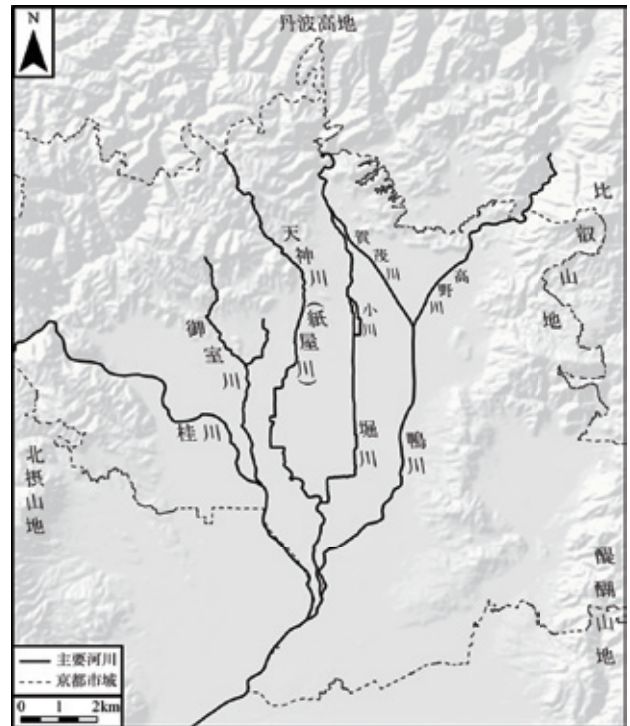 N
丹波高地
比叡山地
天神川(紙屋川)
賀茂川
高野川
小川
御室川
桂川
堀川
鴨川
北摂山地
醍醐山地
主要河川
京都市域
0 1 2km